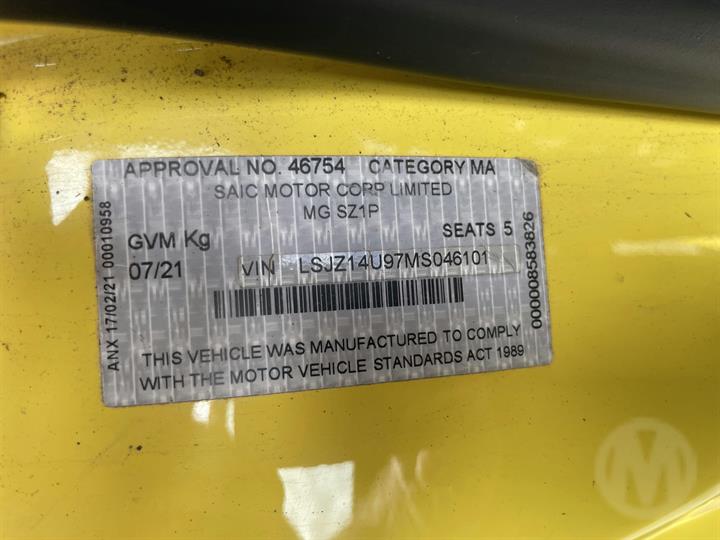 APPROVAL NO. 46754 CATEGORY MA
SAIC MOTOR CORP LIMITED
MG SZ1P
GVM Kg SEATS 5
07/21 VIN LSJZ14U97MS046101
THIS VEHICLE WAS MANUFACTURED TO COMPLY
WITH THE MOTOR VEHICLE STANDARDS ACT 1989
ANX 17/02/21 00010958
000008583826
M